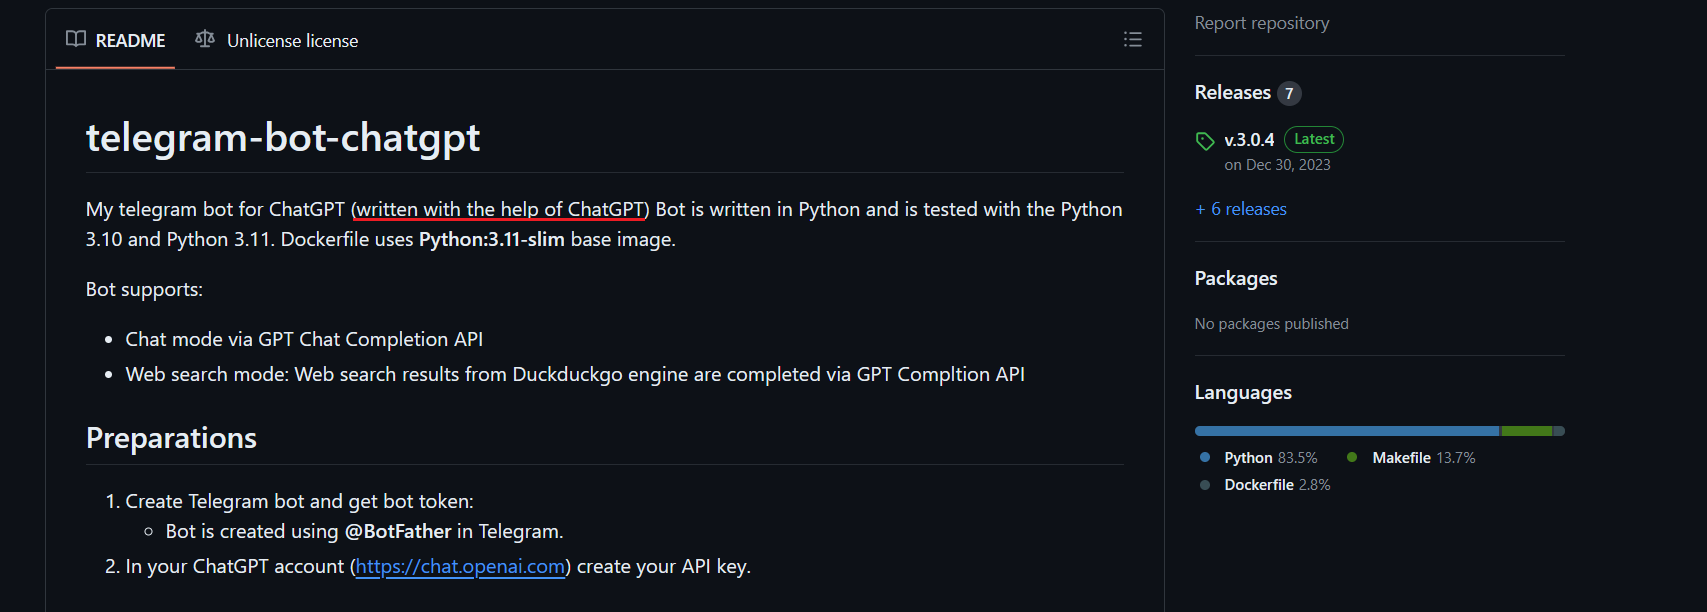 README
Unlicense license
telegram-bot-chatgpt
My telegram bot for ChatGPT (written with the help of ChatGPT) Bot is written in Python and is tested with the Python
3.10 and Python 3.11. Dockerfile uses Python:3.11-slim base image.
Bot supports:
• Chat mode via GPT Chat Completion API
• Web search mode: Web search results from Duckduckgo engine are completed via GPT Compltion API
Preparations
1. Create Telegram bot and get bot token:
○ Bot is created using @BotFather in Telegram.
2. In your ChatGPT account (https://chat.openai.com) create your API key.
Report repository
Releases 7
v.3.0.4 Latest
on Dec 30, 2023
+ 6 releases
Packages
No packages published
Languages
Python 83.5% Makefile 13.7%
Dockerfile 2.8%